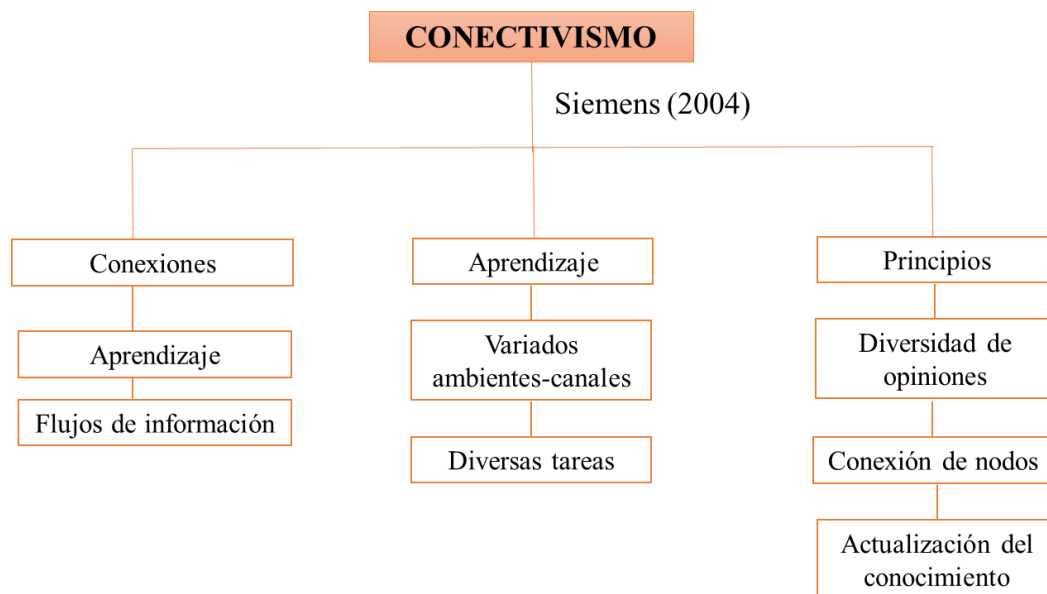 CONECTIVISMO
Siemens (2004)
Conexiones
Aprendizaje
Flujos de información
Aprendizaje
Variados
ambientes-canales
Diversas tareas
Principios
Diversidad de
opiniones
Conexión de nodos
Actualización del
conocimiento